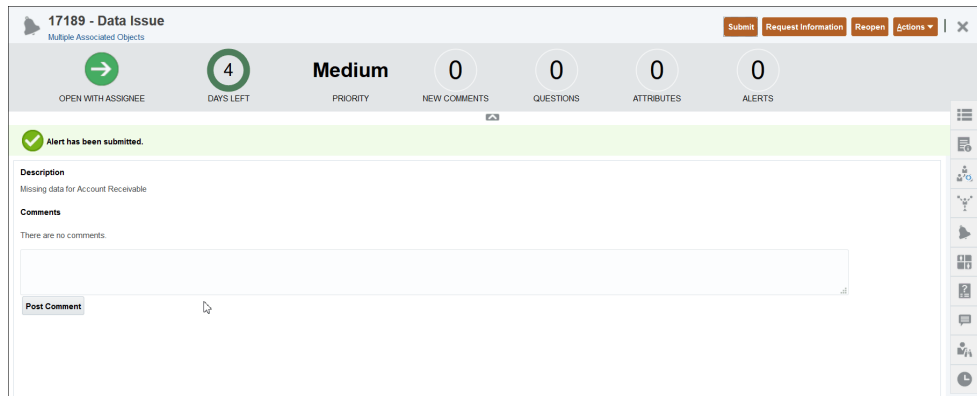 17189 - Data Issue
Multiple Associated Objects
Submit
Request Information
Reopen
Actions
OPEN WITH ASSIGNEE
4
DAYS LEFT
Medium
PRIORITY
0
NEW COMMENTS
0
QUESTIONS
0
ATTRIBUTES
0
ALERTS
Alert has been submitted.
Description
Missing data for Account Receivable
Comments
There are no comments.
Post Comment